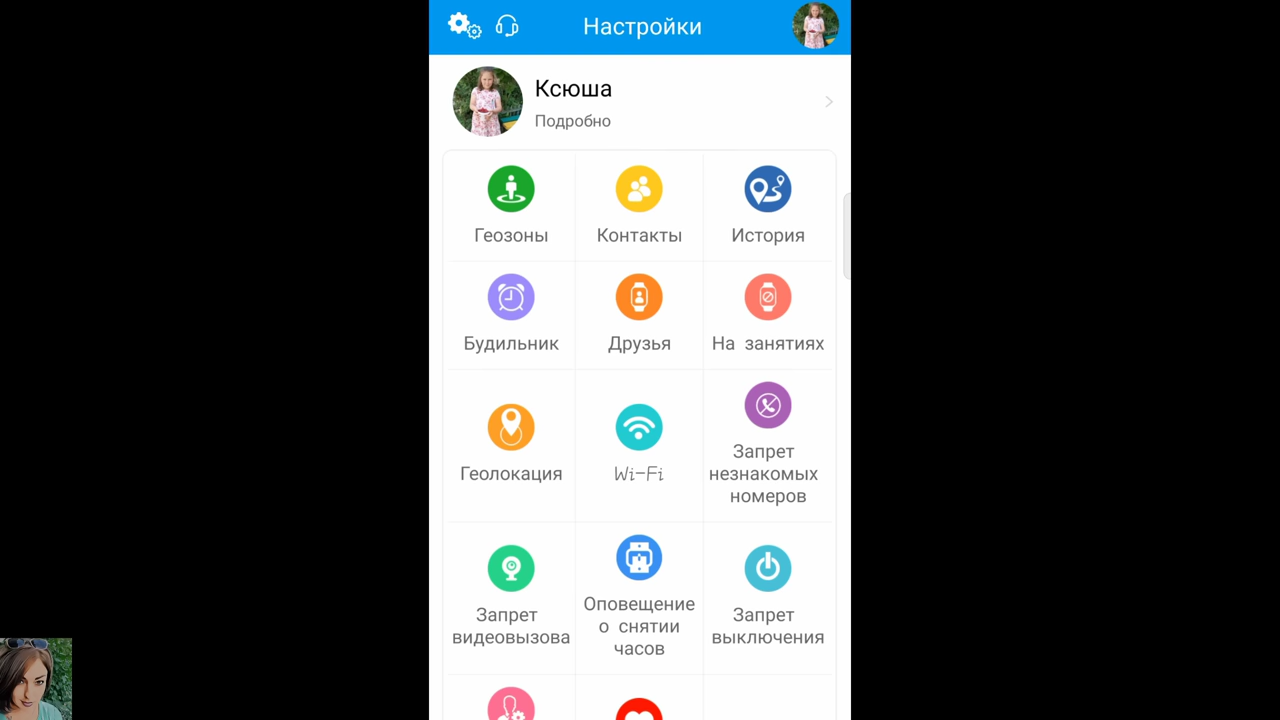 Настройки
Ксюша
Подробно
Геозоны
Контакты
История
Будильник
Друзья
На занятиях
Геолокация
Wi-Fi
Запрет
незнакомых
номеров
Запрет
видеовызова
Оповещение
о снятии
часов
Запрет
выключения